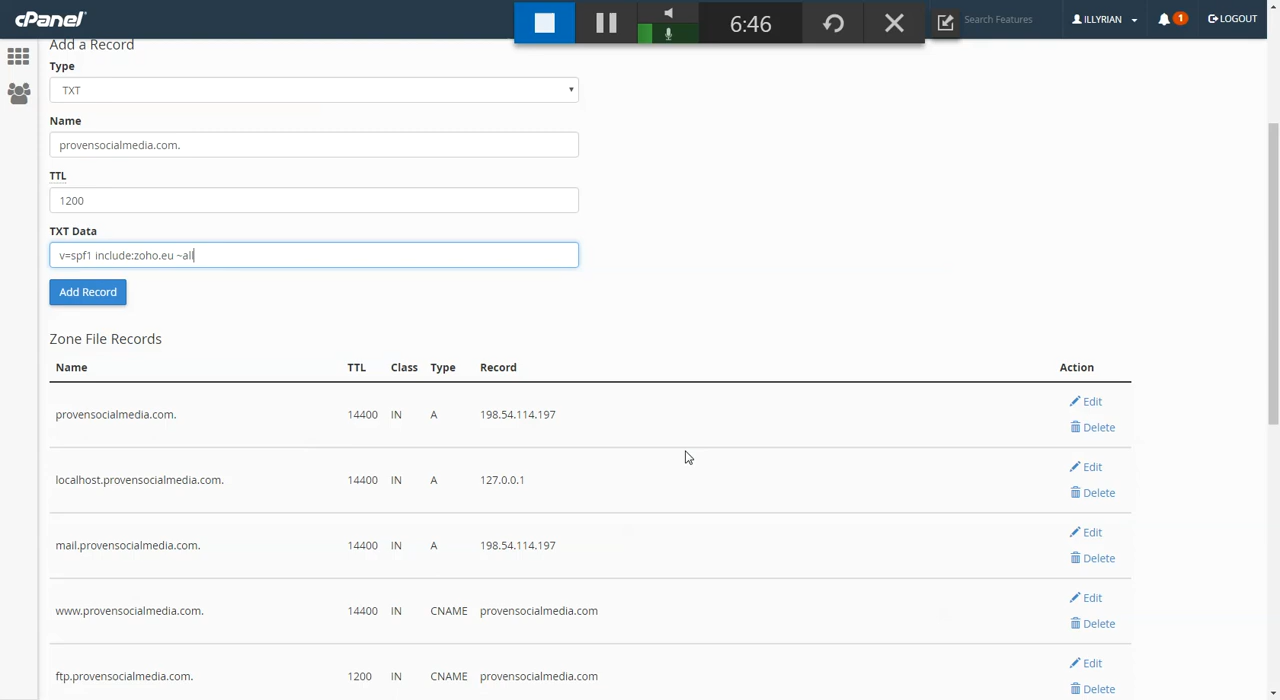 cPanel
6:46
Search Features
ILLYRIAN
1
LOGOUT
Add a Record
Type
TXT
Name
provensocialmedia.com.
TTL
1200
TXT Data
v=spf1 include:zoho.eu ~all
Add Record
Zone File Records
Name TTL Class Type Record Action
provensocialmedia.com. 14400 IN A 198.54.114.197 Edit
Delete
localhost.provensocialmedia.com. 14400 IN A 127.0.0.1 Edit
Delete
mail.provensocialmedia.com. 14400 IN A 198.54.114.197 Edit
Delete
www.provensocialmedia.com. 14400 IN CNAME provensocialmedia.com Edit
Delete
ftp.provensocialmedia.com. 1200 IN CNAME provensocialmedia.com Edit
Delete